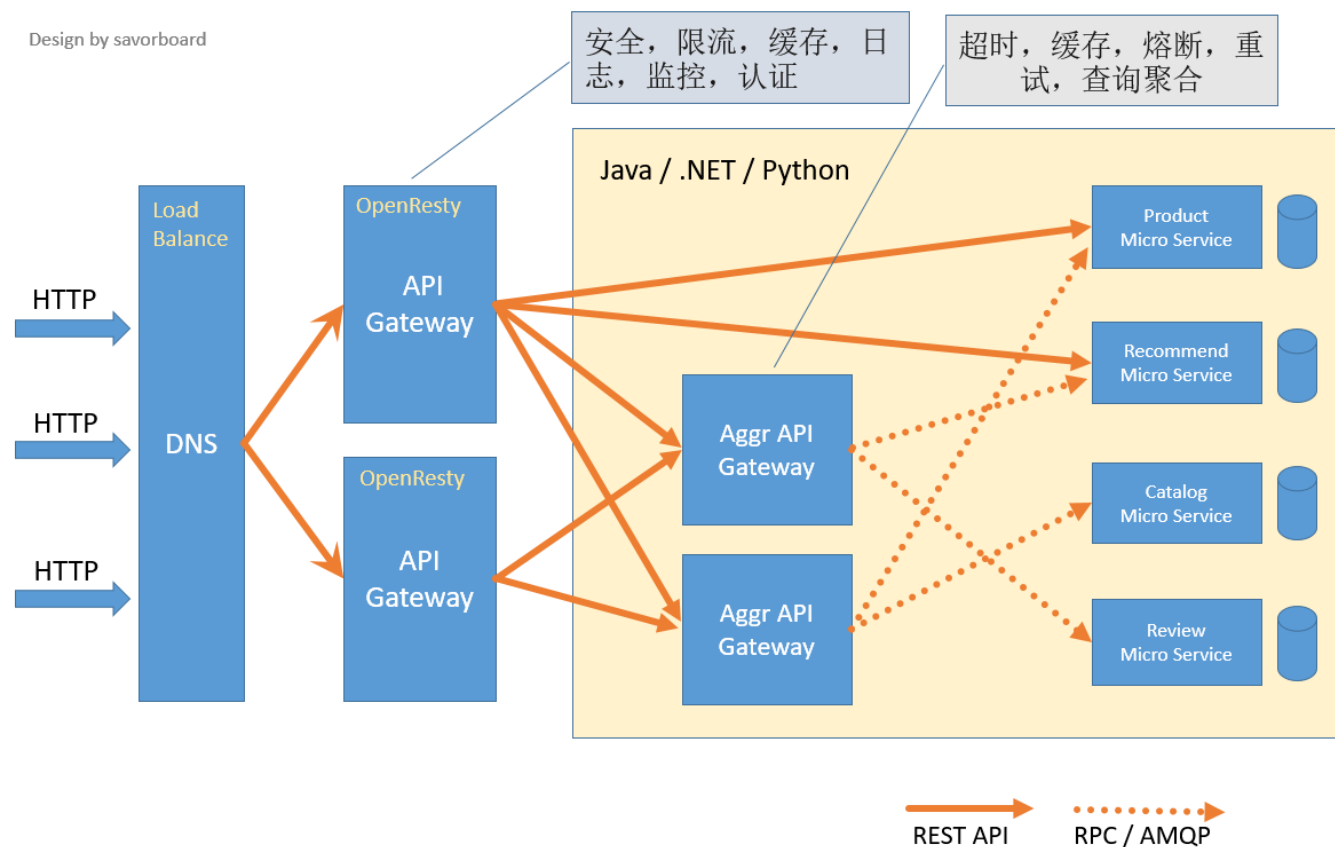 Design by savorboard
安全，限流，缓存，日
志，监控，认证
超时，缓存，熔断，重
试，查询聚合
Java / .NET / Python
Load
Balance
DNS
HTTP
HTTP
HTTP
OpenResty
API
Gateway
OpenResty
API
Gateway
Aggr API
Gateway
Aggr API
Gateway
Product
Micro Service
Recommend
Micro Service
Catalog
Micro Service
Review
Micro Service
REST API
RPC / AMQP